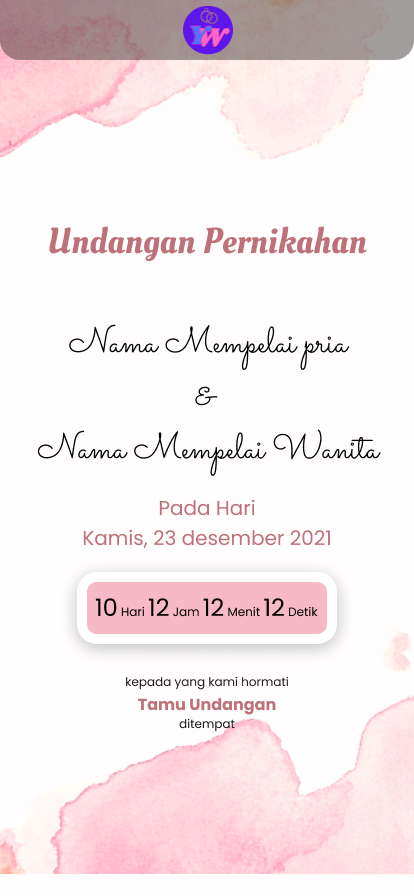 Undangan Pernikahan
Nama Mempelai pria
&
Nama Mempelai Wanita
Pada Hari
Kamis, 23 desember 2021
10 Hari 12 Jam 12 Menit 12 Detik
kepada yang kami hormati
Tamu Undangan
ditempat